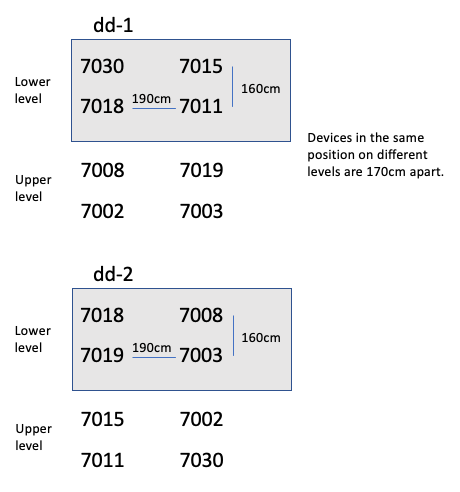 dd-1
Lower
level
7030 7015
160cm
7018 190cm 7011
Devices in the same
position on different
levels are 170cm apart.
Upper
level
7008 7019
7002 7003
dd-2
Lower
level
7018 7008
160cm
7019 190cm 7003
Upper
level
7015 7002
7011 7030